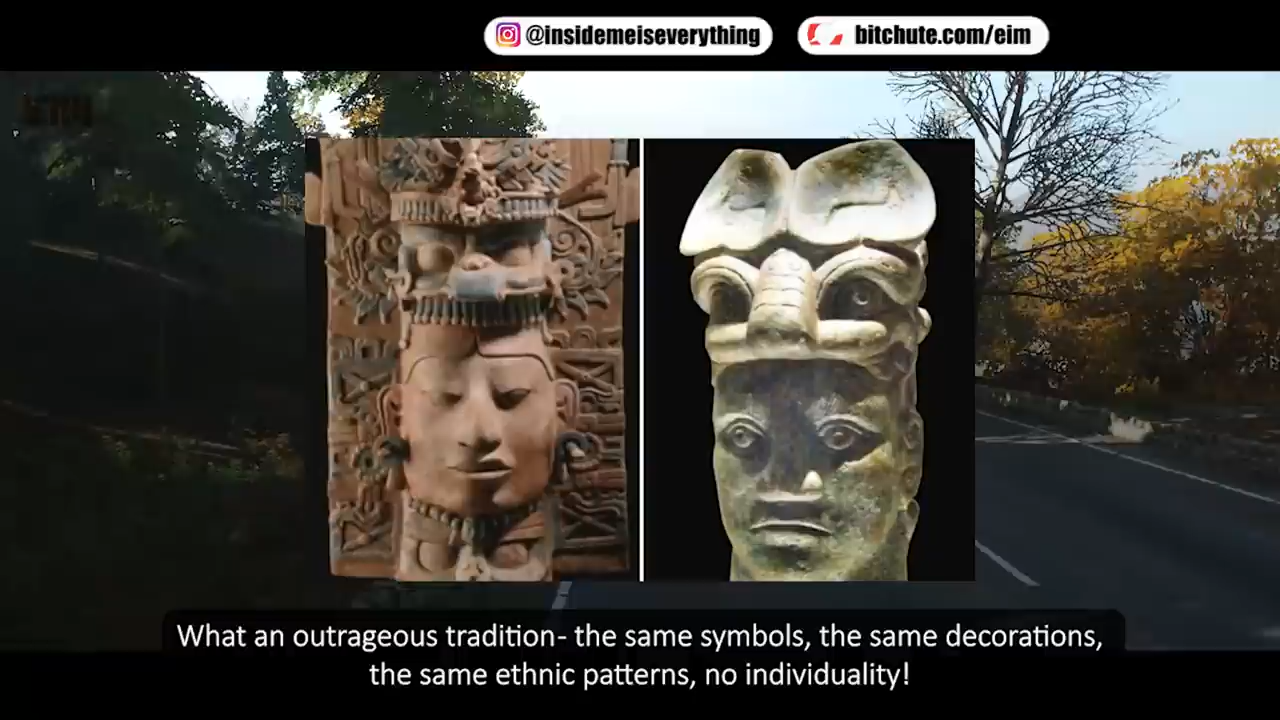 @insidemeiseverything
bitchute.com/eim
What an outrageous tradition- the same symbols, the same decorations,
the same ethnic patterns, no individuality!